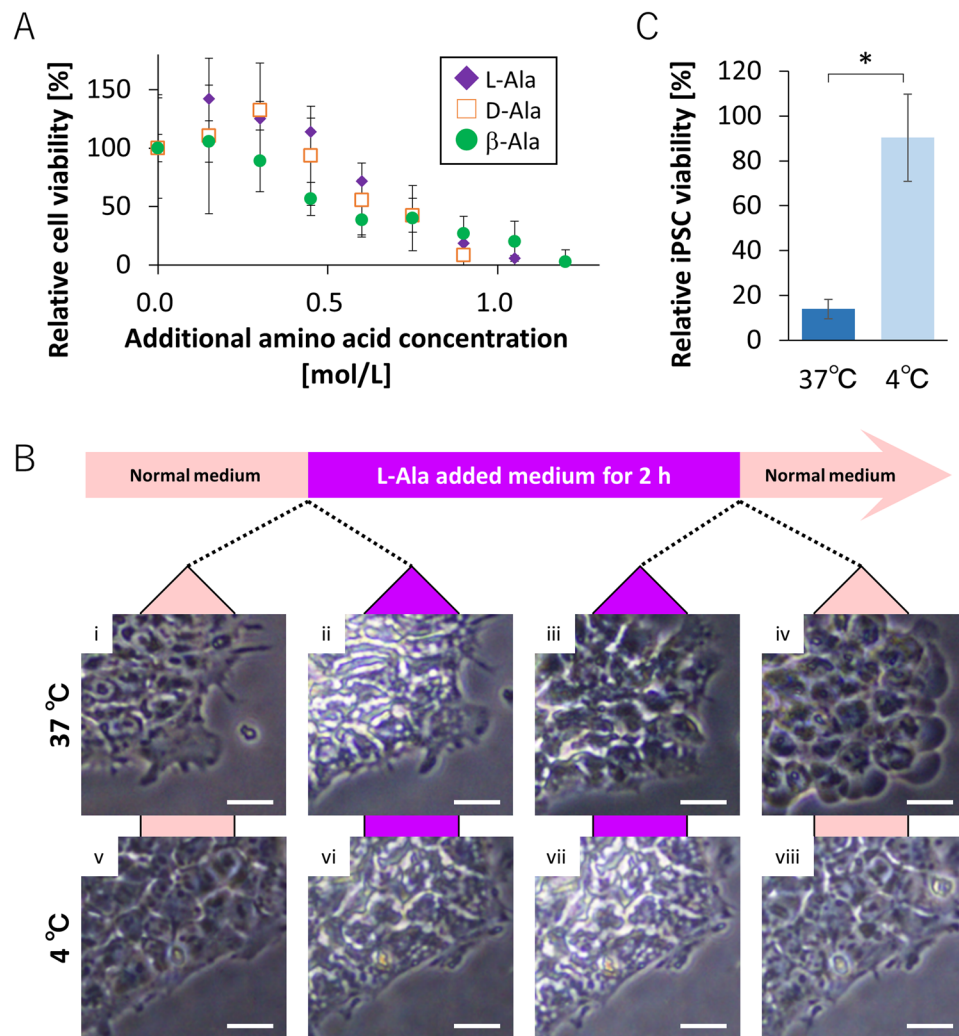 A
Relative cell viability [%]
150
100
50
0
0.0
0.5
1.0
Additional amino acid concentration
[mol/L]
L-Ala
D-Ala
β-Ala
C
Relative iPSC viability [%]
120
100
80
60
40
20
0
*
37℃
4℃
B
Normal medium
L-Ala added medium for 2 h
Normal medium
37 ℃
i
ii
iii
iv
4 ℃
v
vi
vii
viii